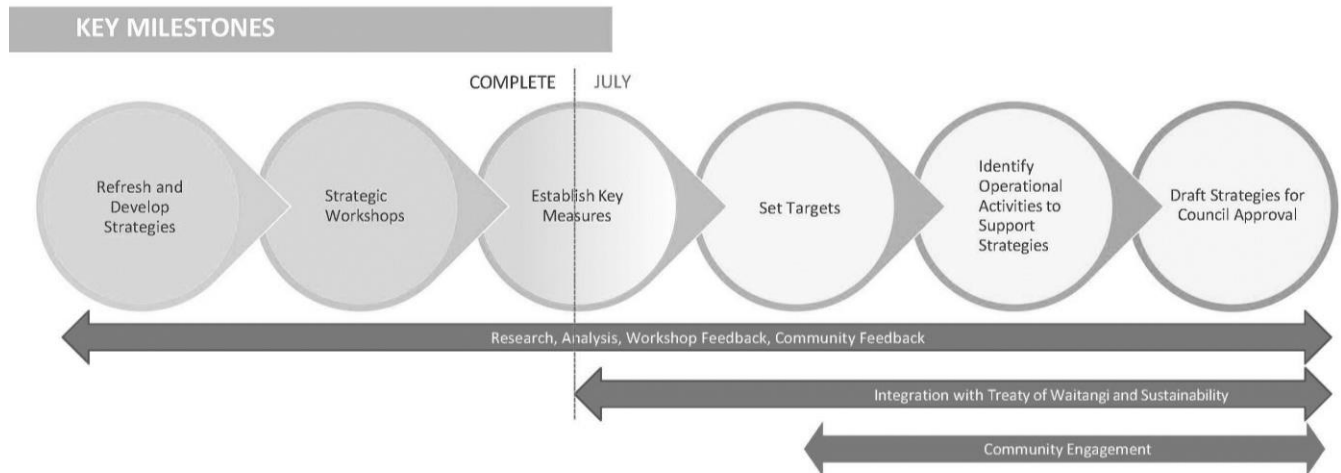 KEY MILESTONES
COMPLETE
JULY
Refresh and
Develop
Strategies
Strategic
Workshops
Establish Key
Measures
Set Targets
Identify
Operational
Activities to
Support
Strategies
Draft Strategies for
Council Approval
Research, Analysis, Workshop Feedback, Community Feedback
Integration with Treaty of Waitangi and Sustainability
Community Engagement